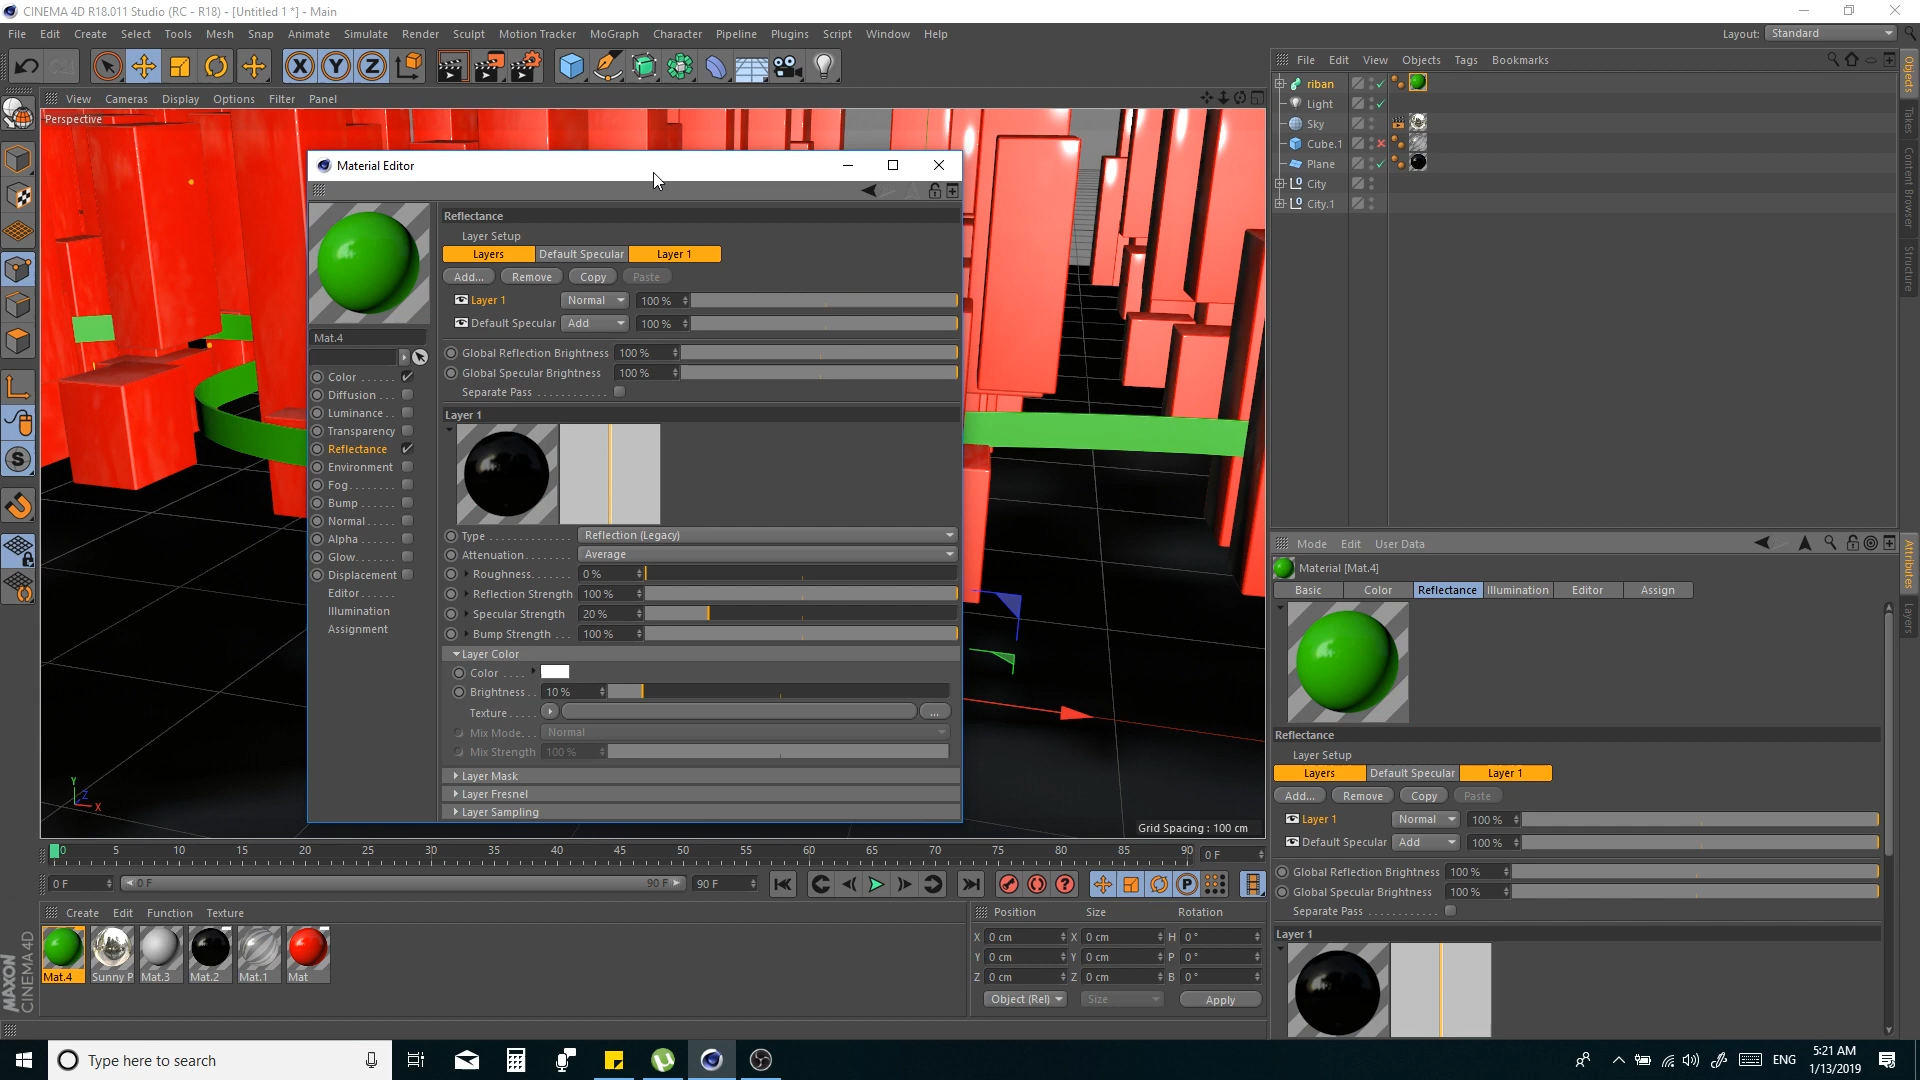 CINEMA 4D R18.011 Studio (RC - R18) - [Untitled 1 *] - Main
File Edit Create Select Tools Mesh Snap Animate Simulate Render Sculpt Motion Tracker MoGraph Character Pipeline Plugins Script Window Help
Layout: Standard
File Edit View Objects Tags Bookmarks
View Cameras Display Options Filter Panel
Perspective
riban
Light
Sky
Cube.1
Plane
City
City.1
Objects
Takes
Content Browser
Structure
Material Editor
Mat.4
Color
Diffusion
Luminance
Transparency
Reflectance
Environment
Fog
Bump
Normal
Alpha
Glow
Displacement
Editor
Illumination
Assignment
Reflectance
Layer Setup
Layers Default Specular Layer 1
Add... Remove Copy Paste
Layer 1 Normal 100 %
Default Specular Add 100 %
Global Reflection Brightness 100 %
Global Specular Brightness 100 %
Separate Pass
Layer 1
Type Reflection (Legacy)
Attenuation Average
Roughness 0 %
Reflection Strength 100 %
Specular Strength 20 %
Bump Strength 100 %
Layer Color
Color
Brightness 10 %
Texture ...
Mix Mode Normal
Mix Strength 100 %
Layer Mask
Layer Fresnel
Layer Sampling
Y
Z
X
Grid Spacing : 100 cm
Mode Edit User Data
Material [Mat.4]
Basic Color Reflectance Illumination Editor Assign
Reflectance
Layer Setup
Layers Default Specular Layer 1
Add... Remove Copy Paste
Layer 1 Normal 100 %
Default Specular Add 100 %
Global Reflection Brightness 100 %
Global Specular Brightness 100 %
Separate Pass
Layer 1
Attributes
Layers
0 5 10 15 20 25 30 35 40 45 50 55 60 65 70 75 80 85 90 0 F
0 F 0 F 90 F 90 F
Create Edit Function Texture
Mat.4 Sunny P Mat.3 Mat.2 Mat.1 Mat
Position Size Rotation
X 0 cm X 0 cm H 0 °
Y 0 cm Y 0 cm P 0 °
Z 0 cm Z 0 cm B 0 °
Object (Rel) Size Apply
MAXON
CINEMA 4D
Type here to search
ENG
5:21 AM
1/13/2019